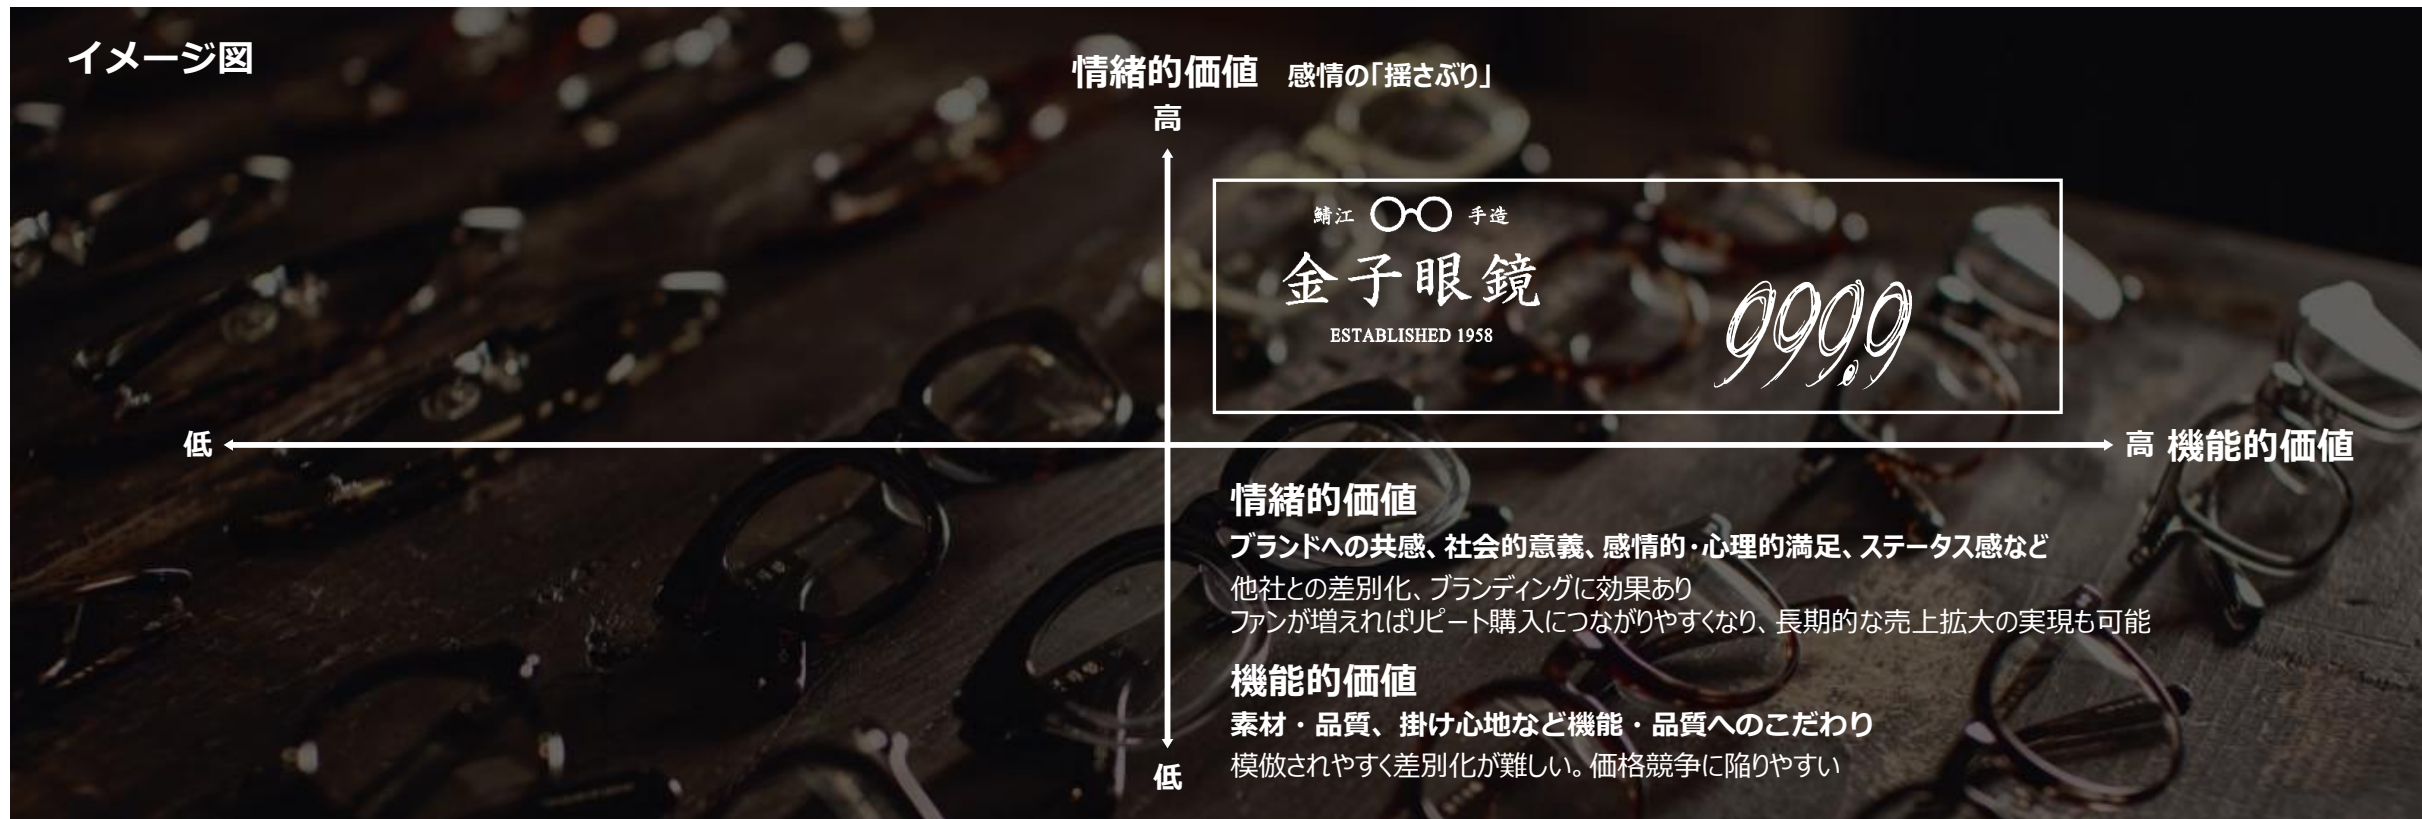 イメージ図
情緒的価値 感情の「揺さぶり」
高
鯖江 手造
金子眼鏡
ESTABLISHED 1958
999.9
低
高 機能的価値
情緒的価値
ブランドへの共感、社会的意義、感情的・心理的満足、ステータス感など
他社との差別化、ブランディングに効果あり
ファンが増えればリピート購入につながりやすくなり、長期的な売上拡大の実現も可能
機能的価値
素材・品質、掛け心地など機能・品質へのこだわり
模倣されやすく差別化が難しい。価格競争に陥りやすい
低